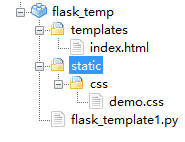 flask_temp
templates
index.html
static
css
demo.css
flask_template1.py